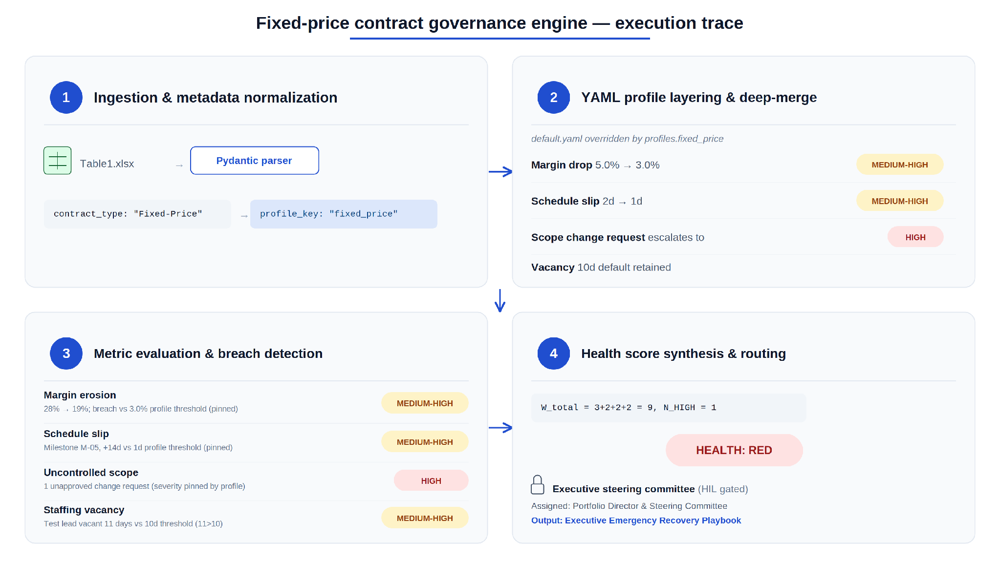 Fixed-price contract governance engine — execution trace
1
Ingestion & metadata normalization
Table1.xlsx → Pydantic parser
contract_type: "Fixed-Price" → profile_key: "fixed_price"
2
YAML profile layering & deep-merge
default.yaml overridden by profiles.fixed_price
Margin drop 5.0% → 3.0% MEDIUM-HIGH
Schedule slip 2d → 1d MEDIUM-HIGH
Scope change request escalates to HIGH
Vacancy 10d default retained
3
Metric evaluation & breach detection
Margin erosion
28% → 19%; breach vs 3.0% profile threshold (pinned)
MEDIUM-HIGH
Schedule slip
Milestone M-05, +14d vs 1d profile threshold (pinned)
MEDIUM-HIGH
Uncontrolled scope
1 unapproved change request (severity pinned by profile)
HIGH
Staffing vacancy
Test lead vacant 11 days vs 10d threshold (11>10)
MEDIUM-HIGH
4
Health score synthesis & routing
W_total = 3+2+2+2 = 9, N_HIGH = 1
HEALTH: RED
Executive steering committee (HIL gated)
Assigned: Portfolio Director & Steering Committee
Output: Executive Emergency Recovery Playbook